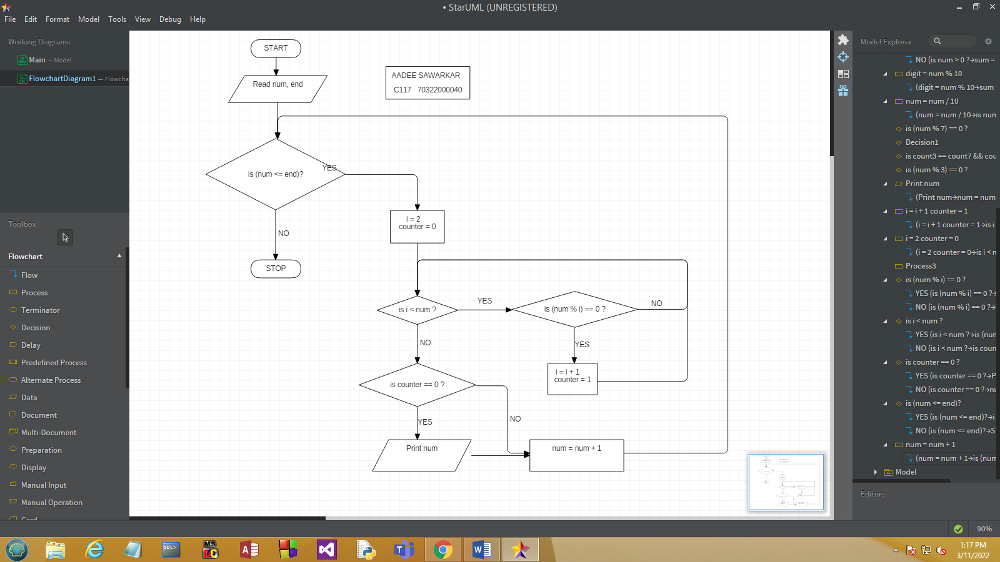 • StarUML (UNREGISTERED)
File Edit Format Model Tools View Debug Help
Working Diagrams
Main — Model
FlowchartDiagram1 — Flowcha
Toolbox
Flowchart
Flow
Process
Terminator
Decision
Delay
Predefined Process
Alternate Process
Data
Document
Multi-Document
Preparation
Display
Manual Input
Manual Operation
Card
START
Read num, end
AADEE SAWARKAR
C117 70322000040
is (num <= end)?
YES
NO
STOP
i = 2
counter = 0
is i < num ?
YES
is (num % i) == 0 ?
NO
NO
YES
i = i + 1
counter = 1
is counter == 0 ?
YES
NO
Print num
num = num + 1
Model Explorer
NO (is num > 0 ?→sum =
digit = num % 10
(digit = num % 10→sum
num = num / 10
(num = num / 10→is num
is (num % 7) == 0 ?
Decision1
is count3 == count7 && cou
is (num % 3) == 0 ?
Print num
(Print num→num = num
i = i + 1 counter = 1
(i = i + 1 counter = 1→is i
i = 2 counter = 0
(i = 2 counter = 0→is i < n
Process3
is (num % i) == 0 ?
YES (is (num % i) == 0 ?→
NO (is (num % i) == 0 ?→
is i < num ?
YES (is i < num ?→is (num
NO (is i < num ?→is coun
is counter == 0 ?
YES (is counter == 0 ?→P
NO (is counter == 0 ?→nu
is (num <= end)?
YES (is (num <= end)?→i
NO (is (num <= end)?→S
num = num + 1
(num = num + 1→is (num
Model
Editors
90%
SQL>
MS
A
W
1:17 PM
3/11/2022